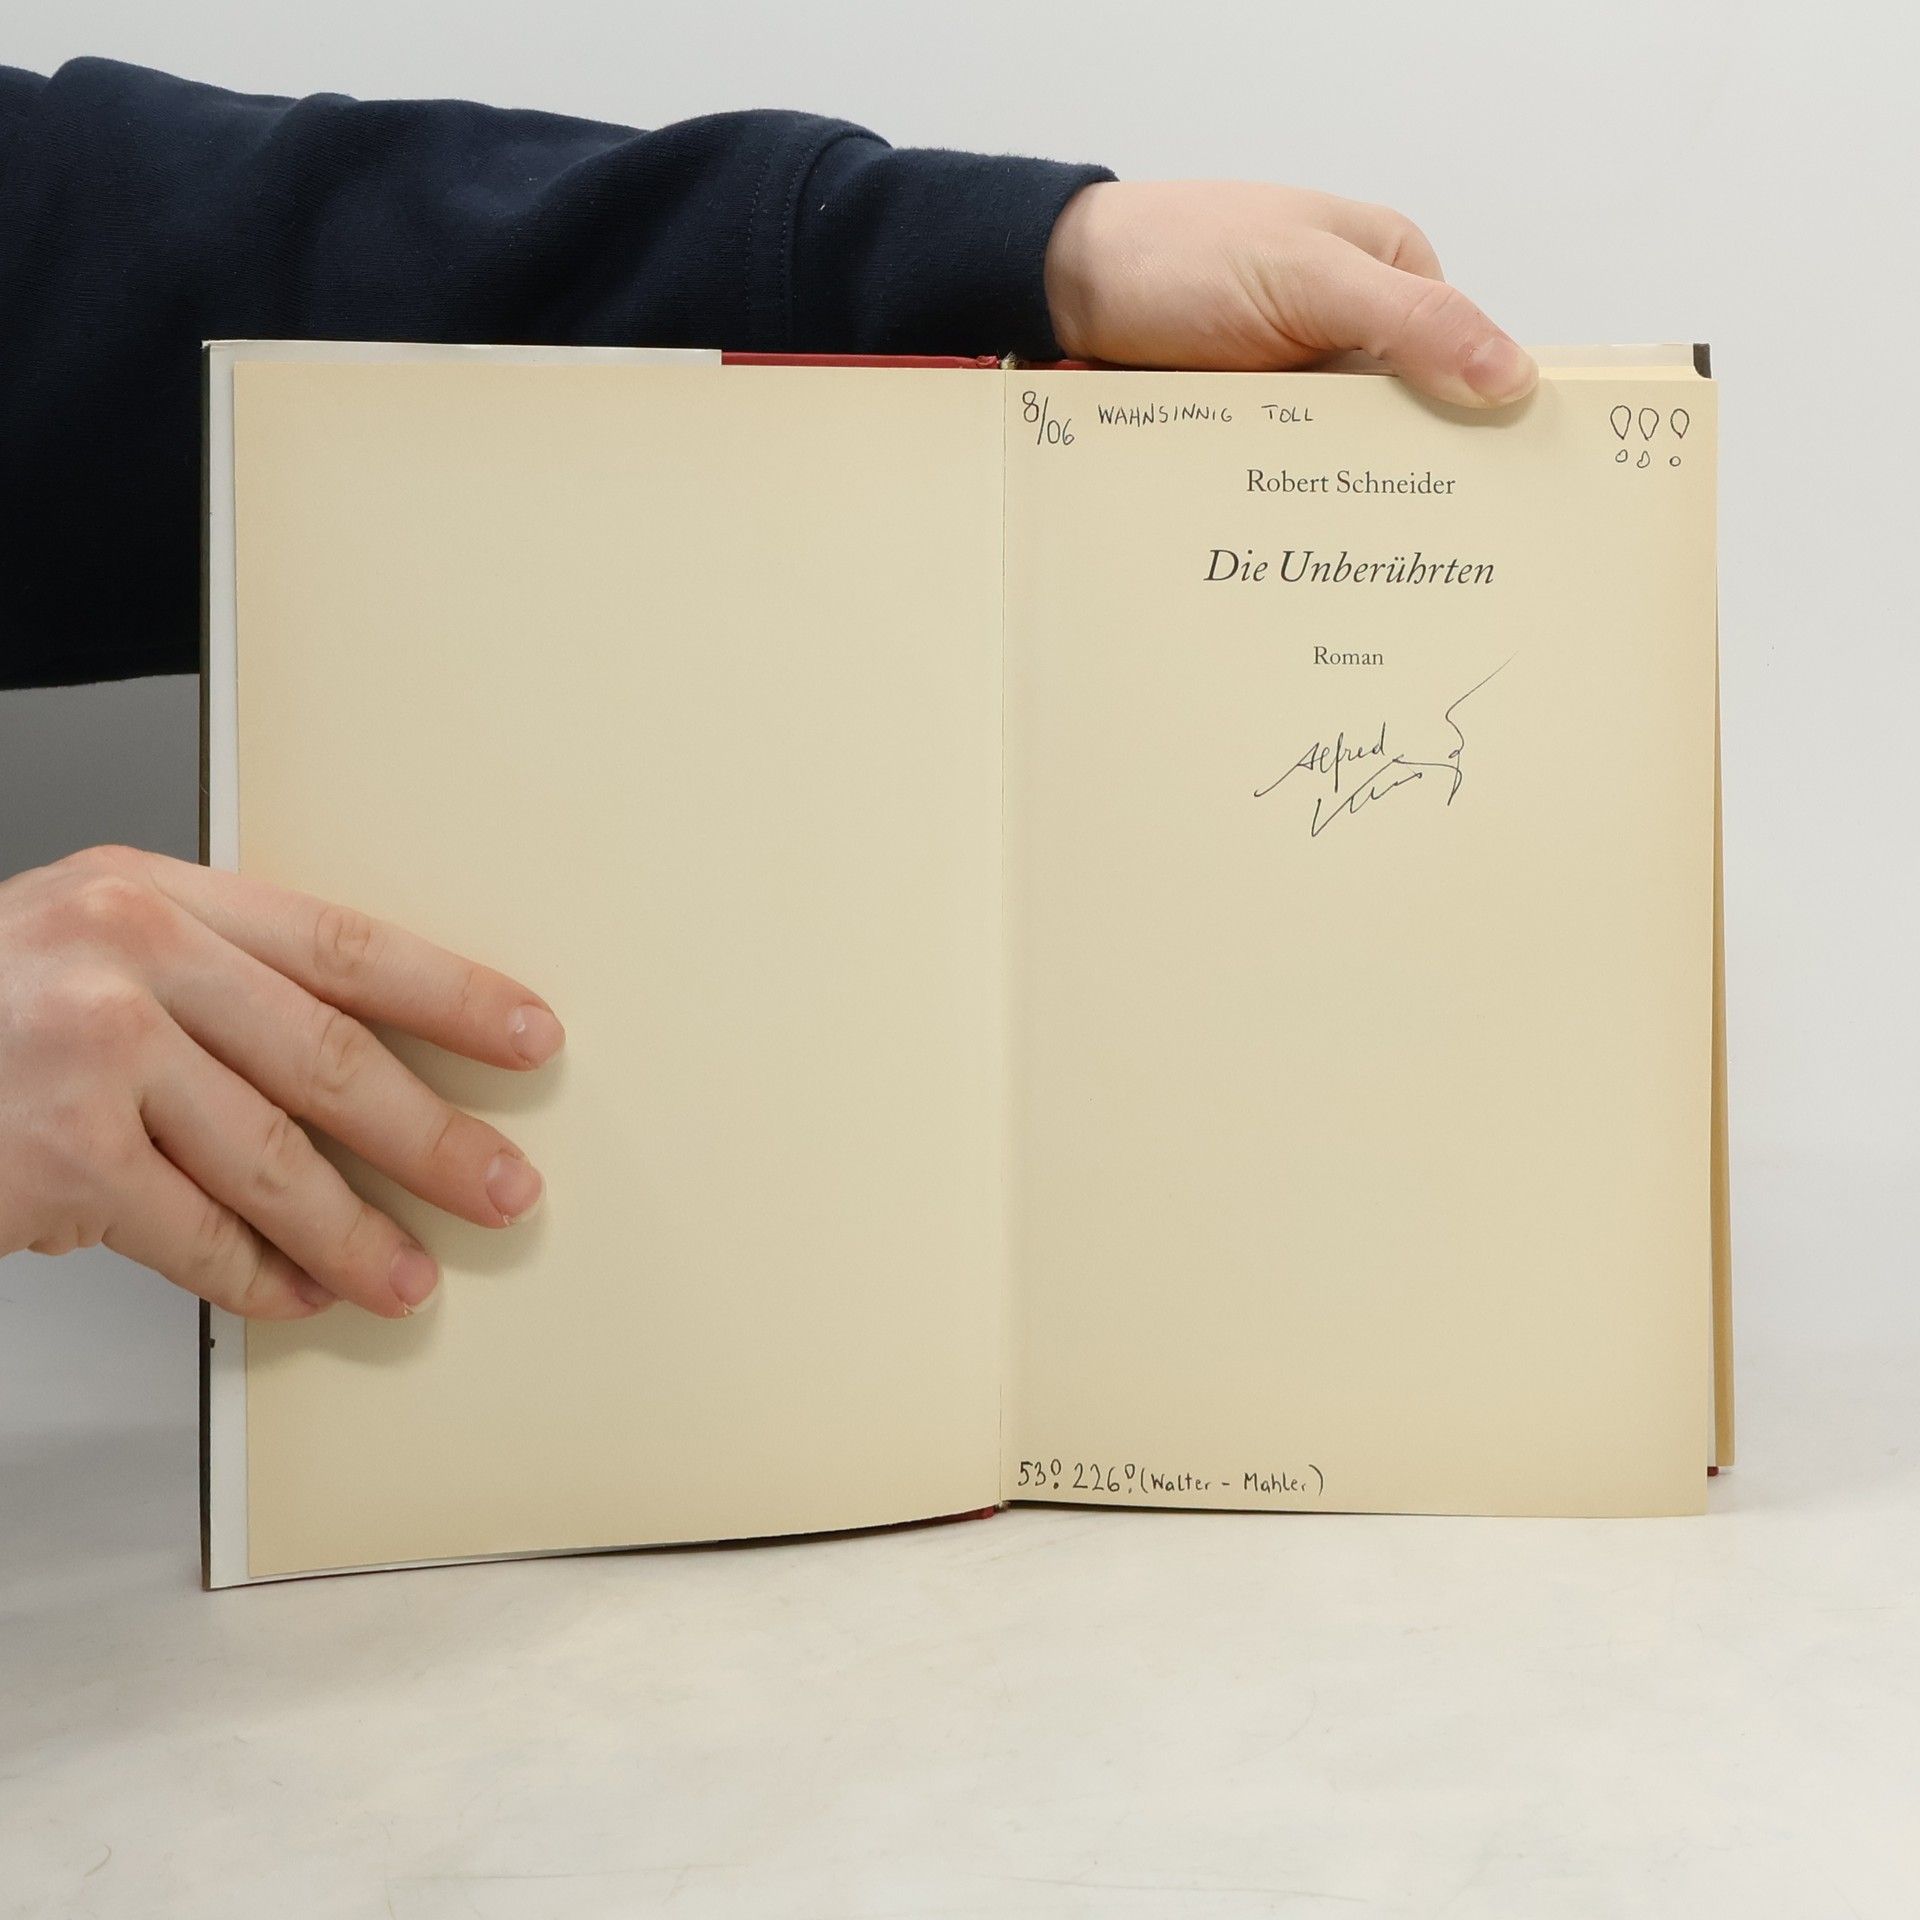 8/06 WAHNSINNIG TOLL !!!
Robert Schneider
Die Unberührten
Roman
Alfred
53! 226! (Walter - Mahler)